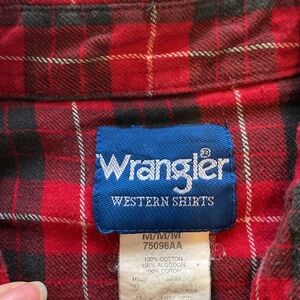 Wrangler®
WESTERN SHIRTS
M/M/M
75098AA
100% COTTON
100% ALGODON
100% COTON